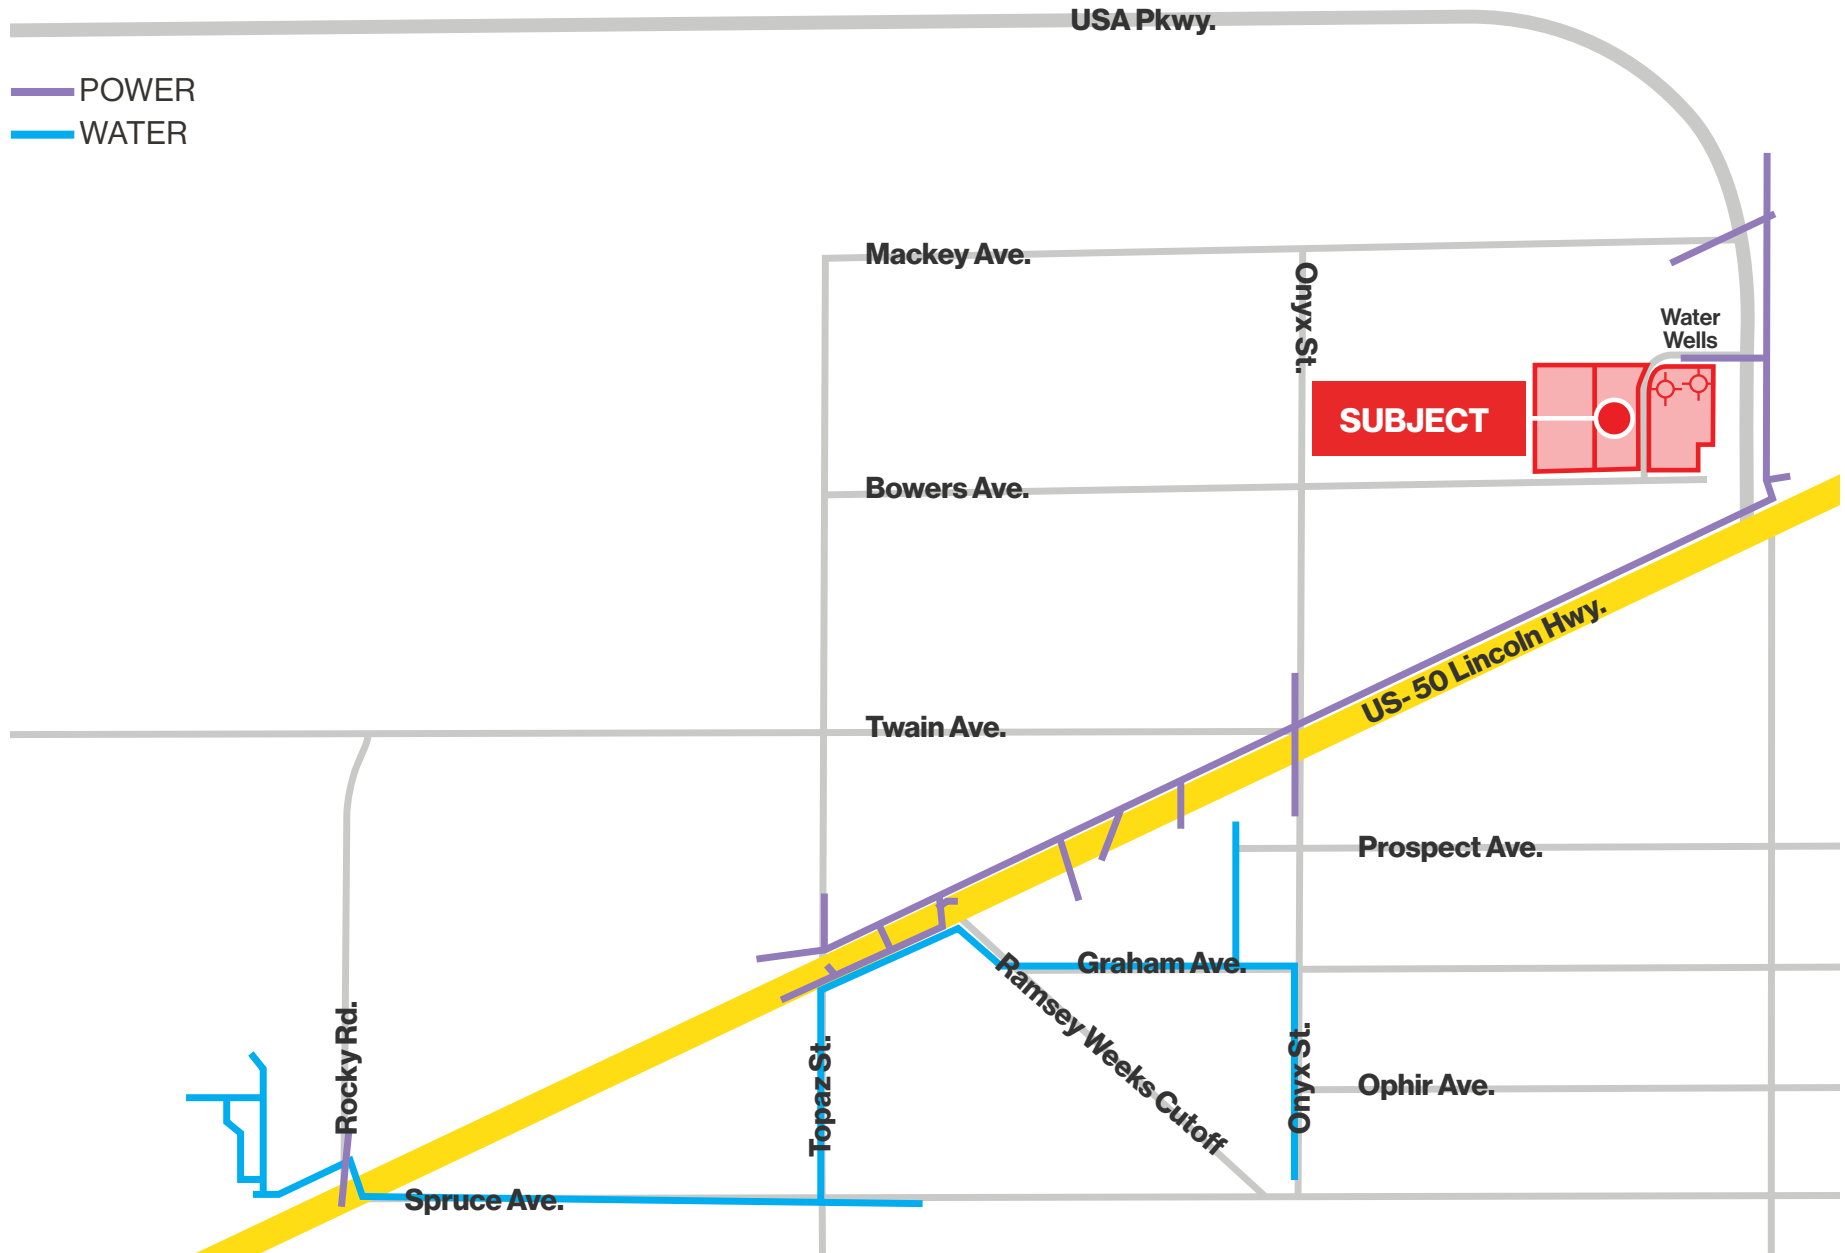 USA Pkwy.
POWER
WATER
Mackey Ave.
Onyx St.
Water
Wells
SUBJECT
Bowers Ave.
US- 50 Lincoln Hwy.
Twain Ave.
Prospect Ave.
Graham Ave.
Ramsey Weeks Cutoff
Rocky Rd.
Topaz St.
Onyx St.
Ophir Ave.
Spruce Ave.